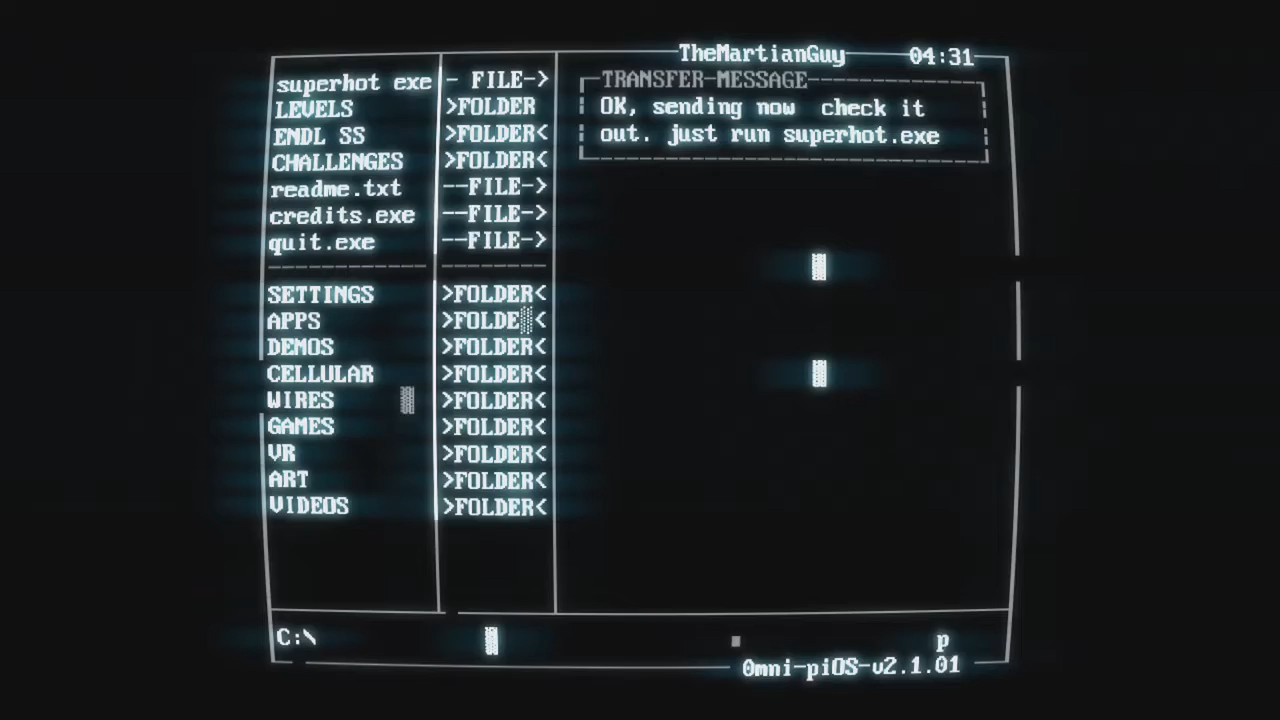 TheMartianGuy 04:31
superhot exe - FILE->
LEVELS >FOLDER
ENDL SS >FOLDER<
CHALLENGES >FOLDER<
readme.txt --FILE->
credits.exe --FILE->
quit.exe --FILE->
SETTINGS >FOLDER<
APPS >FOLDE <
DEMOS >FOLDER<
CELLULAR >FOLDER<
WIRES >FOLDER<
GAMES >FOLDER<
VR >FOLDER<
ART >FOLDER<
VIDEOS >FOLDER<
TRANSFER-MESSAGE
OK, sending now check it
out. just run superhot.exe
C:\ p
0mni-piOS-v2.1.01